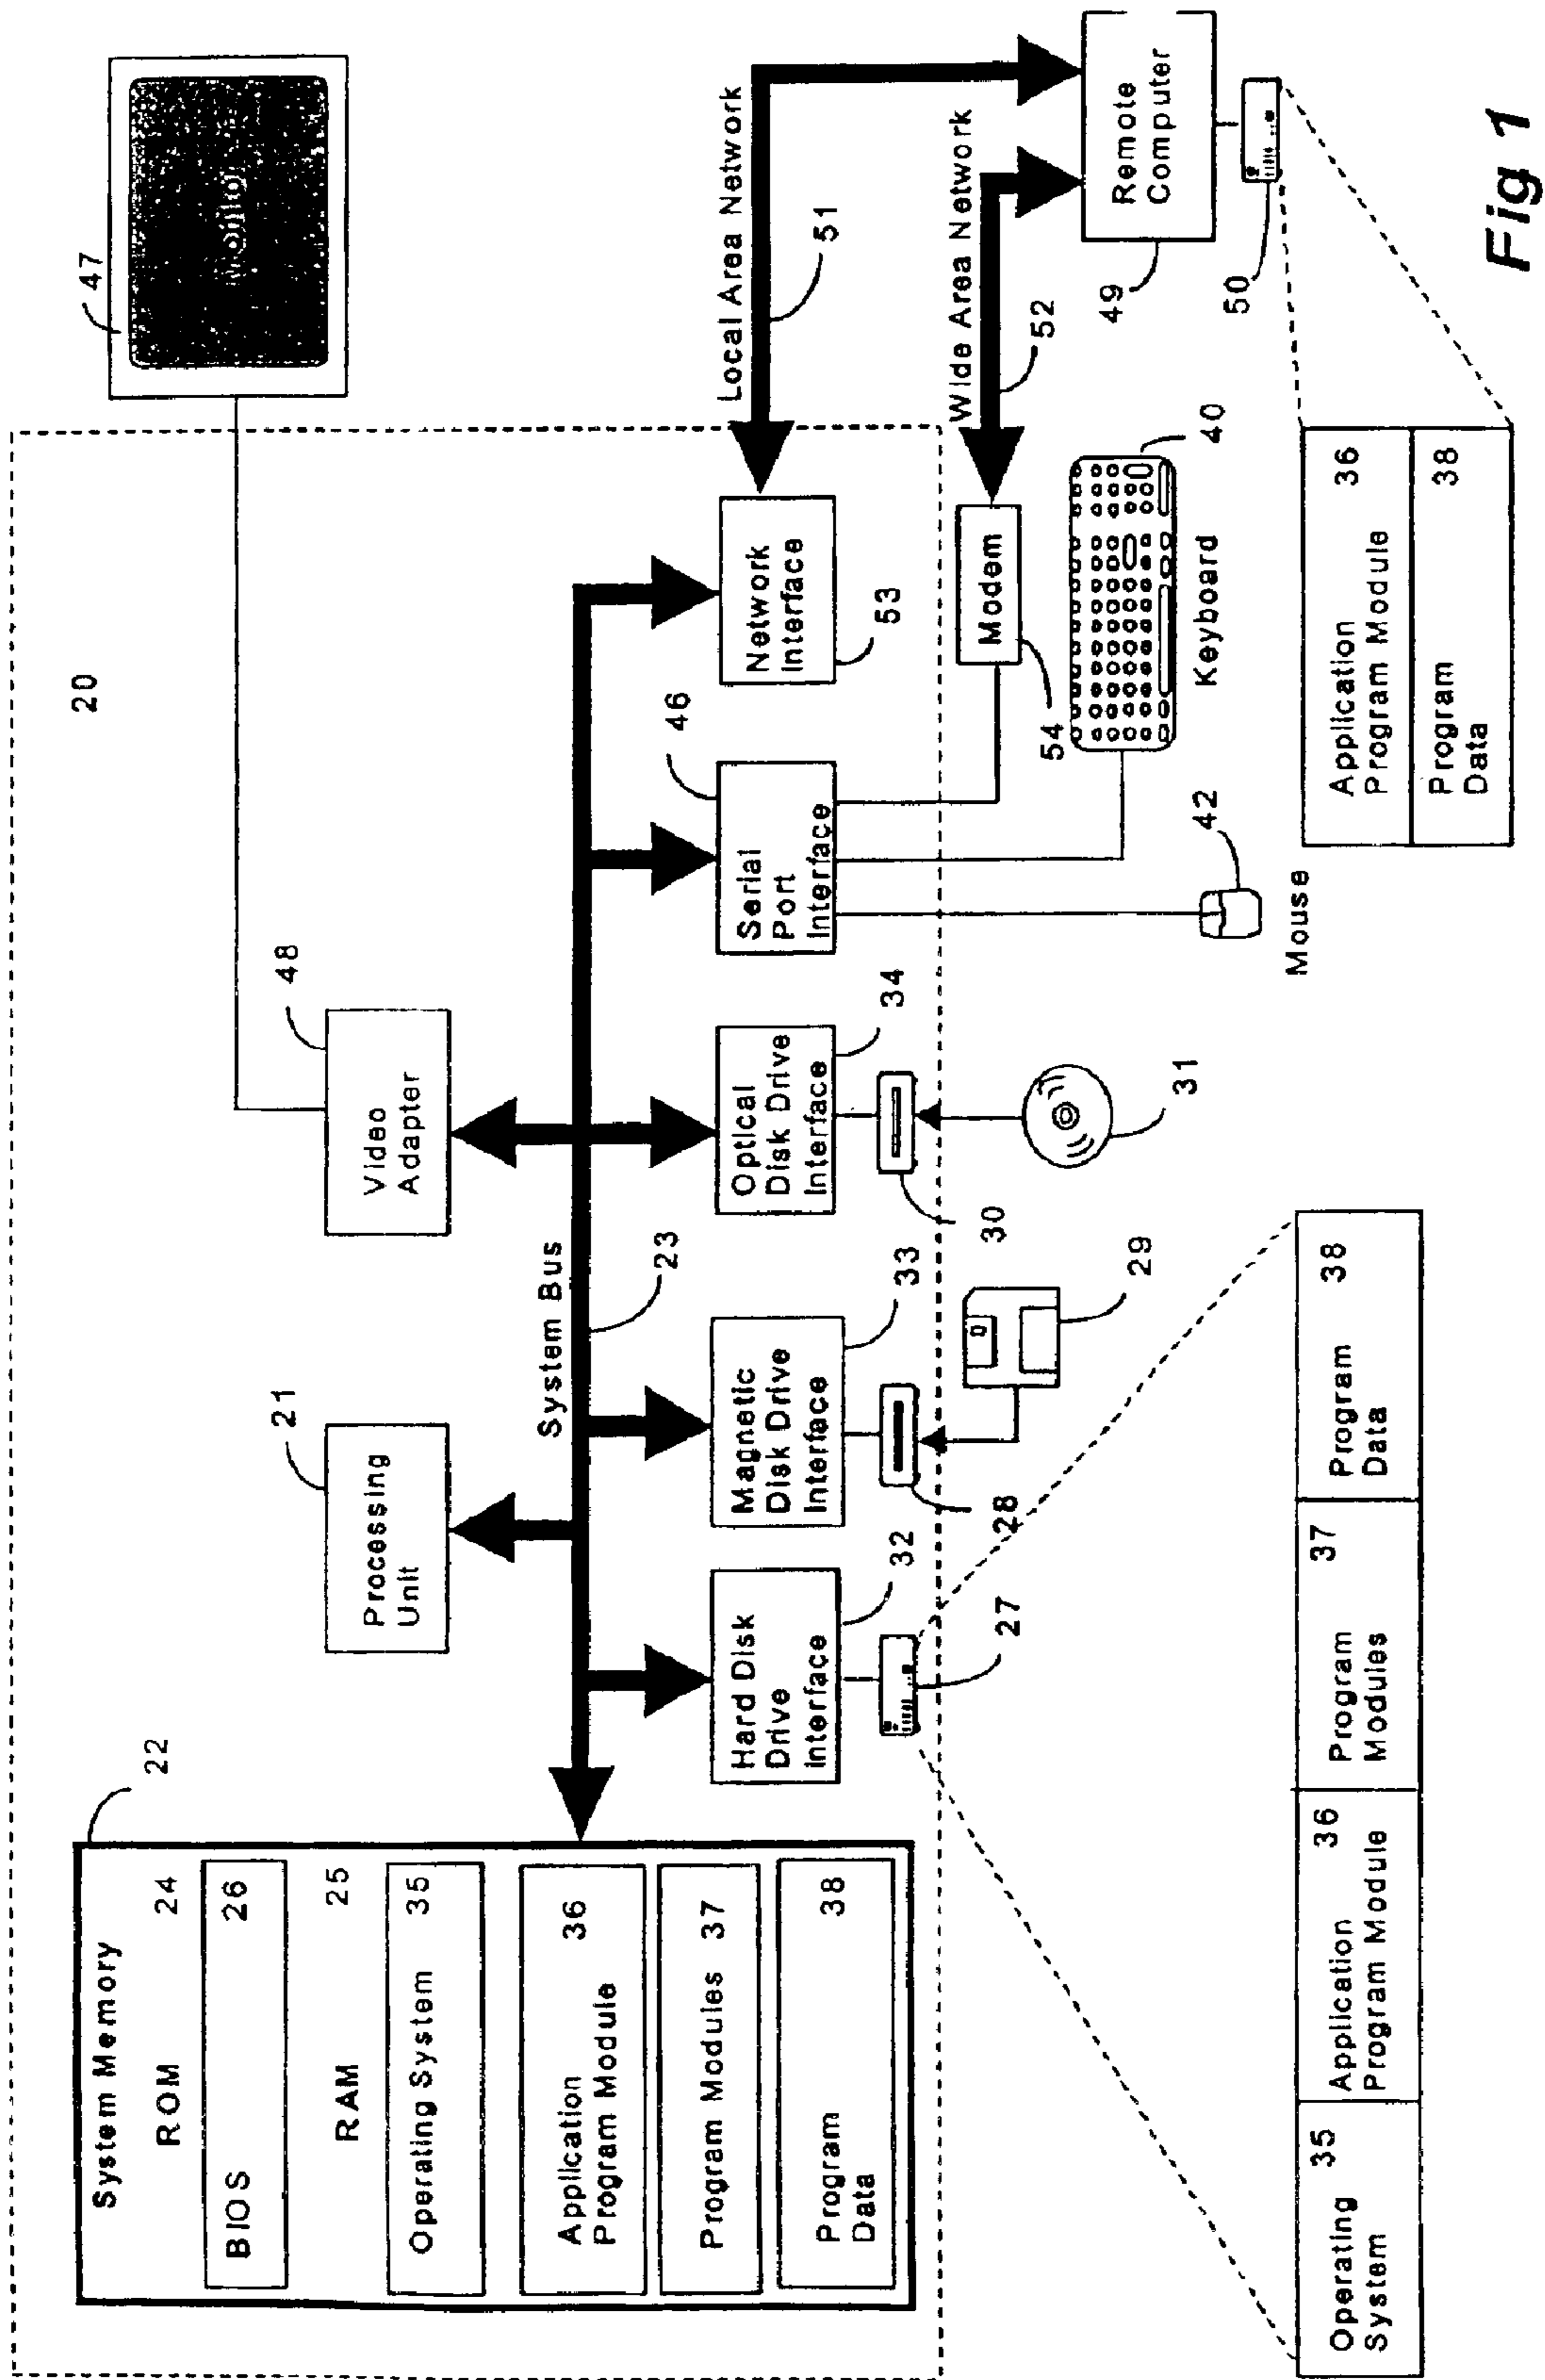 20
47
Monitor
System Memory
22
ROM 24
BIOS 26
RAM 25
Operating System 35
Application
Program Module 36
Program Modules 37
Program
Data 38
Processing
Unit
21
Video
Adapter
48
System Bus
23
Hard Disk
Drive
Interface
32
Magnetic
Disk Drive
Interface
33
Optical
Disk Drive
Interface
34
Serial
Port
Interface
46
Network
Interface
53
Local Area Network
51
27
28
29
30
31
Modem
54
Wide Area Network
52
Keyboard
40
Mouse
42
Remote
Computer
49
50
Operating
System 35
Application
Program Module 36
Program
Modules 37
Program
Data 38
Application
Program Module 36
Program
Data 38
Fig 1